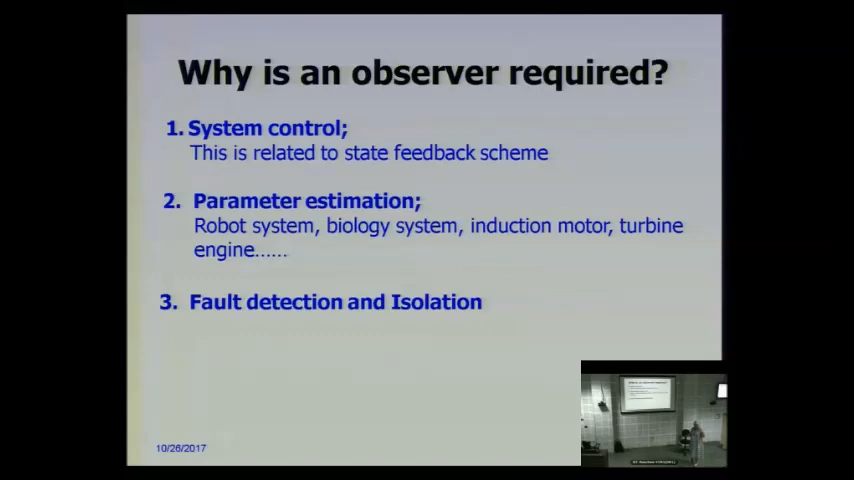 Why is an observer required?
1. System control;
This is related to state feedback scheme
2. Parameter estimation;
Robot system, biology system, induction motor, turbine
engine......
3. Fault detection and Isolation
10/26/2017